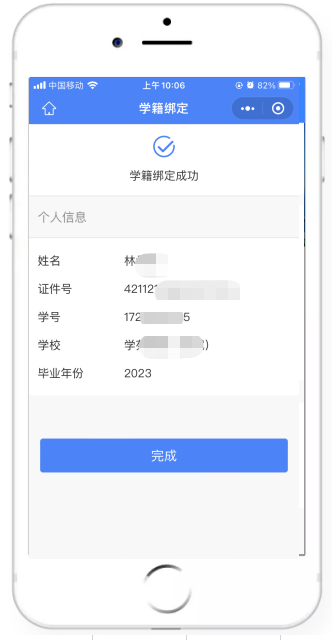 中国移动
上午10:06
82%
学籍绑定
学籍绑定成功
个人信息
姓名 林
证件号 42112
学号 172 5
学校 学 )
毕业年份 2023
完成